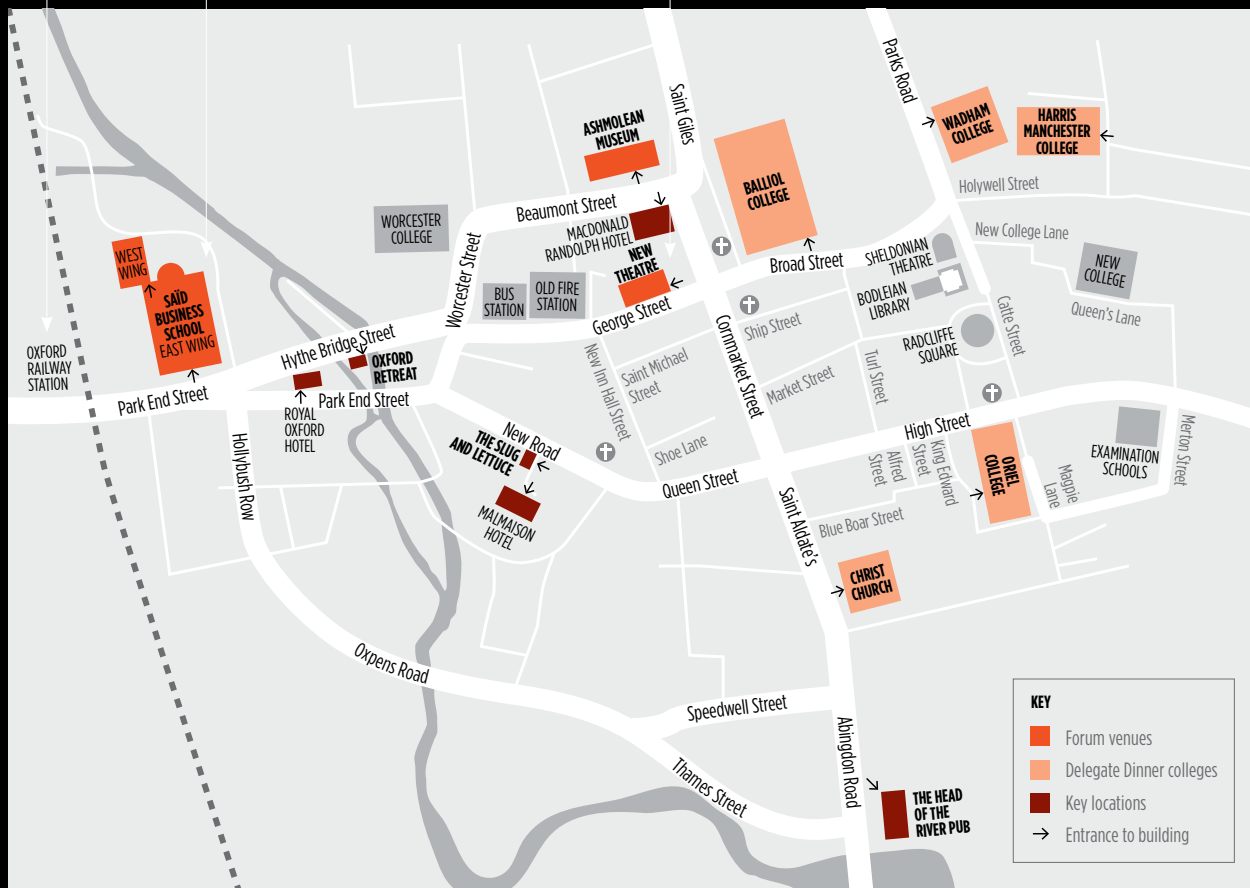 Saint Giles
Parks Road
ASHMOLEAN
MUSEUM
WADHAM
COLLEGE
HARRIS
MANCHESTER
COLLEGE
BALLIOL
COLLEGE
Holywell Street
Beaumont Street
WORCESTER
COLLEGE
MACDONALD
RANDOLPH HOTEL
New College Lane
WEST
WING
NEW
THEATRE
Broad Street
SHELDONIAN
THEATRE
NEW
COLLEGE
Worcester Street
BUS
STATION
OLD FIRE
STATION
BODLEIAN
LIBRARY
SAÏD
BUSINESS
SCHOOL
EAST WING
George Street
Ship Street
Catte Street
Queen's Lane
OXFORD
RAILWAY
STATION
Hythe Bridge Street
OXFORD
RETREAT
RADCLIFFE
SQUARE
Cornmarket Street
New Inn Hall Street
Saint Michael
Street
Market Street
Turl Street
Park End Street
Park End Street
ROYAL
OXFORD
HOTEL
New Road
THE SLUG
AND LETTUCE
Shoe Lane
High Street
Hollybush Row
Queen Street
Alfred
Street
King Edward
Street
ORIEL
COLLEGE
Magpie
Lane
EXAMINATION
SCHOOLS
Merton Street
MALMAISON
HOTEL
Saint Aldate's
Blue Boar Street
CHRIST
CHURCH
Oxpens Road
Speedwell Street
Abingdon Road
Thames Street
THE HEAD
OF THE
RIVER PUB
KEY
Forum venues
Delegate Dinner colleges
Key locations
Entrance to building